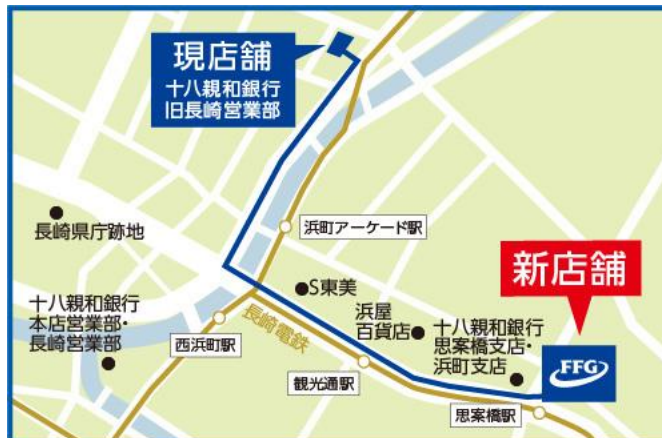 現店舗
十八親和銀行
旧長崎営業部
長崎県庁跡地
浜町アーケード駅
新店舗
S東美
十八親和銀行
本店営業部・
長崎営業部
長崎電鉄
浜屋
百貨店
十八親和銀行
思案橋支店・
浜町支店
西浜町駅
FFG
観光通駅
思案橋駅